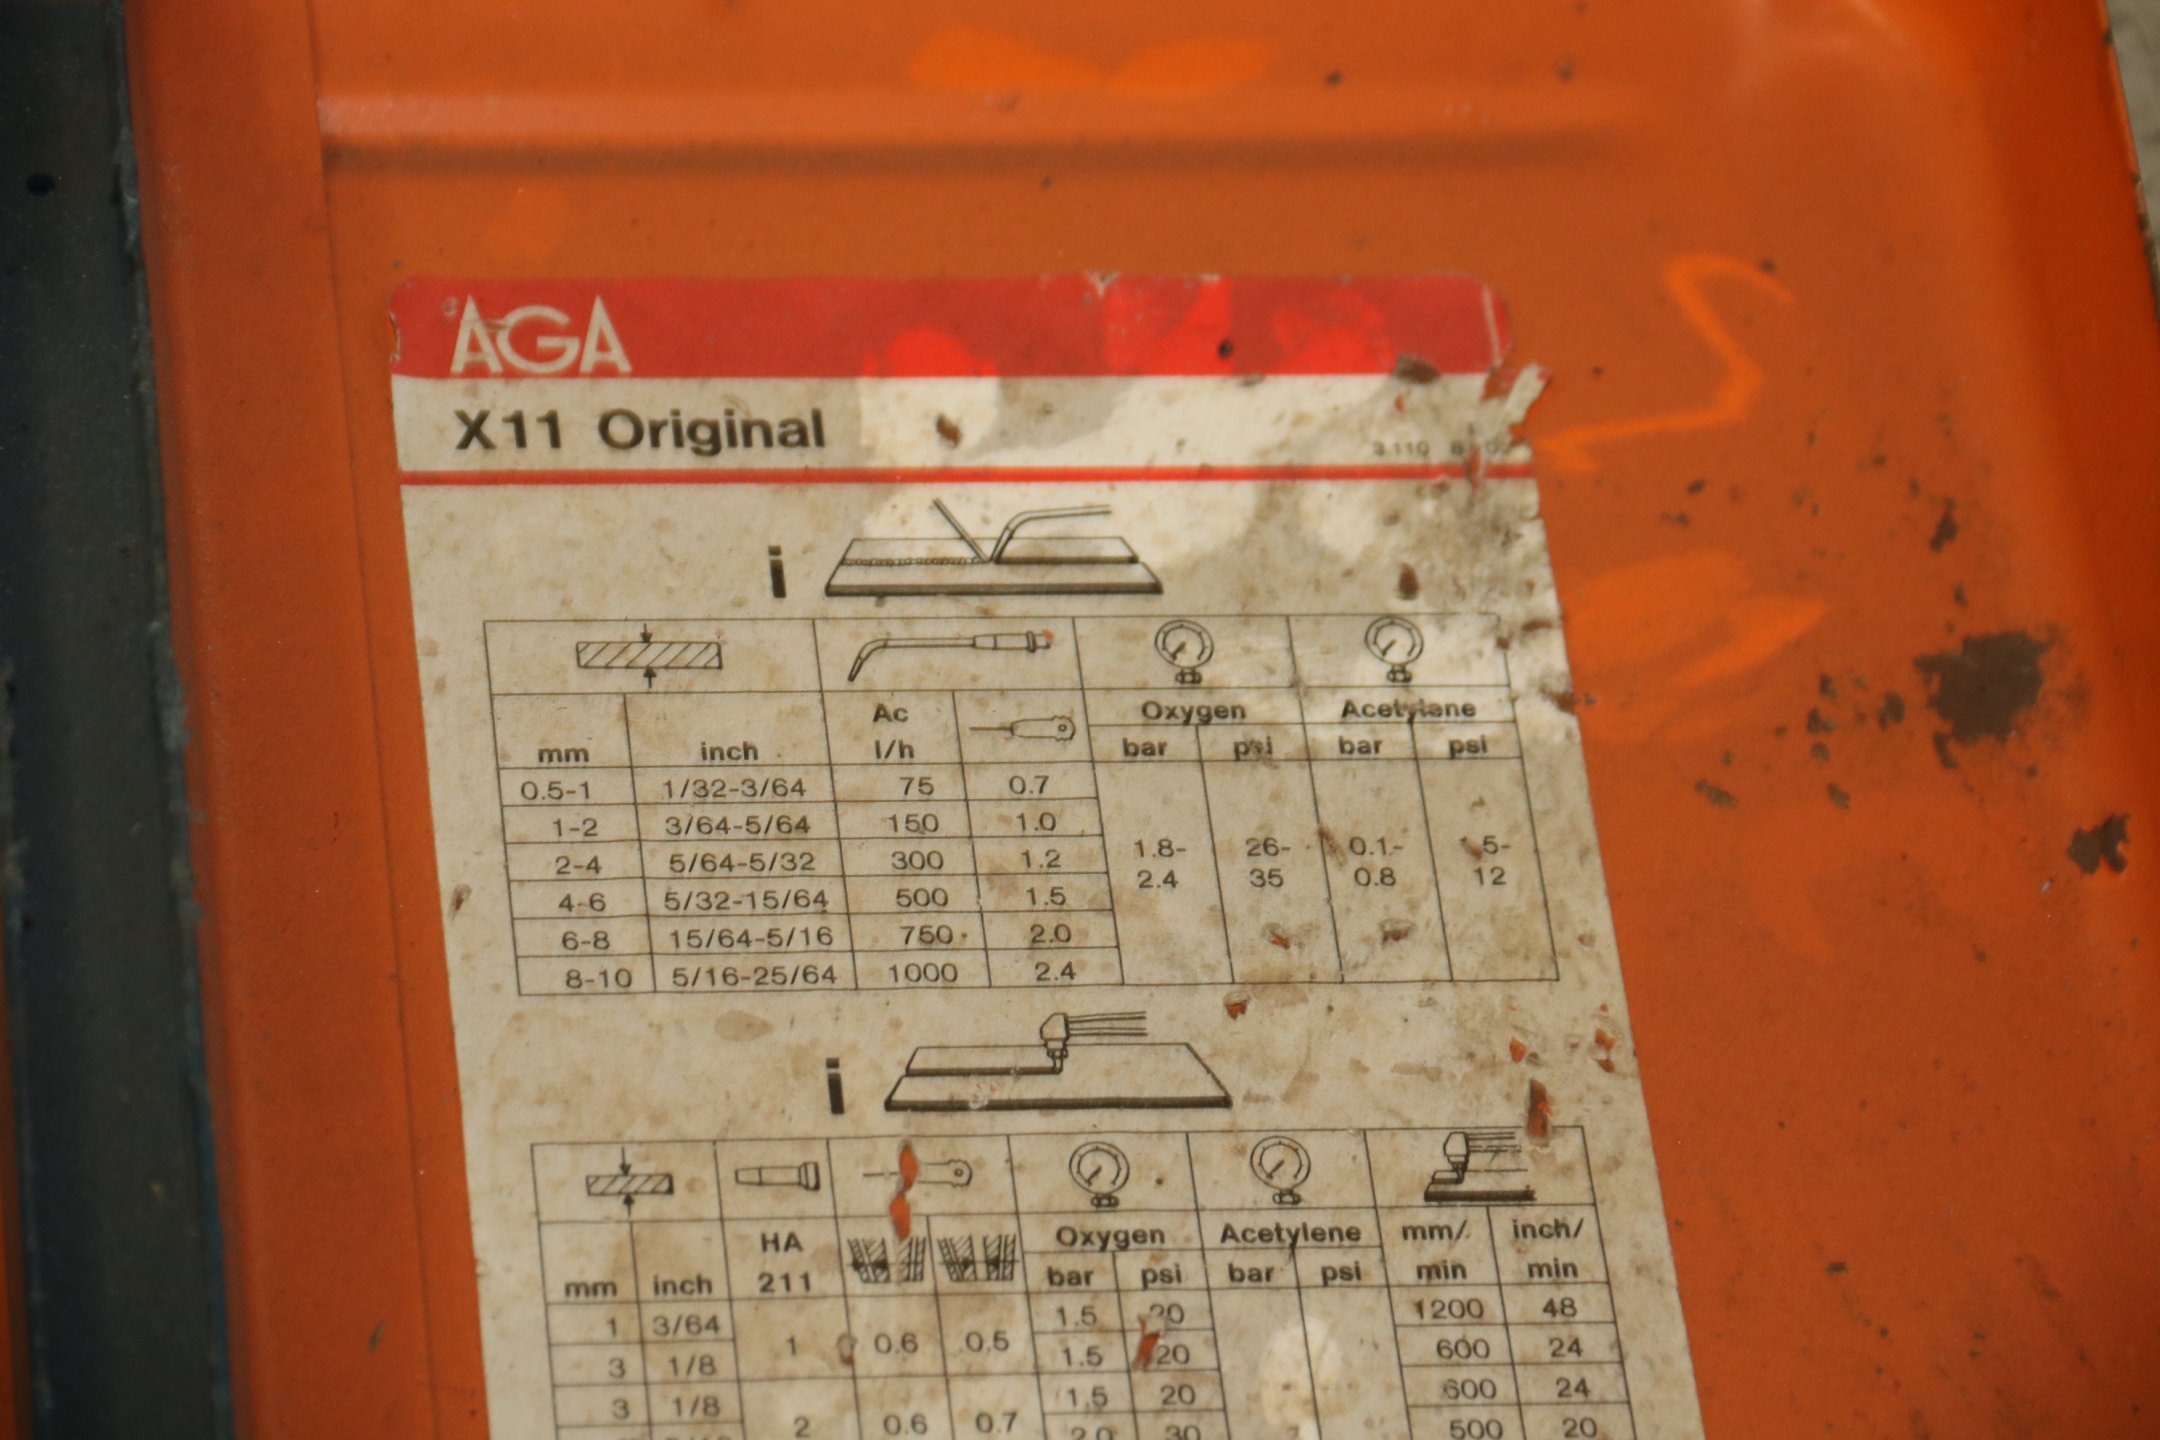 AGA
X11 Original
i
Ac
Oxygen Acetylene
mm inch l/h bar psi bar psi
0.5-1 1/32-3/64 75 0.7
1-2 3/64-5/64 150 1.0
2-4 5/64-5/32 300 1.2
1.8- 26- 0.1-
2.4 35 0.8 12
4-6 5/32-15/64 500 1.5
6-8 15/64-5/16 750 2.0
8-10 5/16-25/64 1000 2.4
i
HA Oxygen Acetylene mm/ inch/
mm inch 211 bar psi bar psi min min
1 3/64 1 0.6 0.5 1.5 20 1200 48
3 1/8 1.5 20 600 24
3 1/8 2 0.6 0.7 1.5 20 600 24
2.0 30 500 20